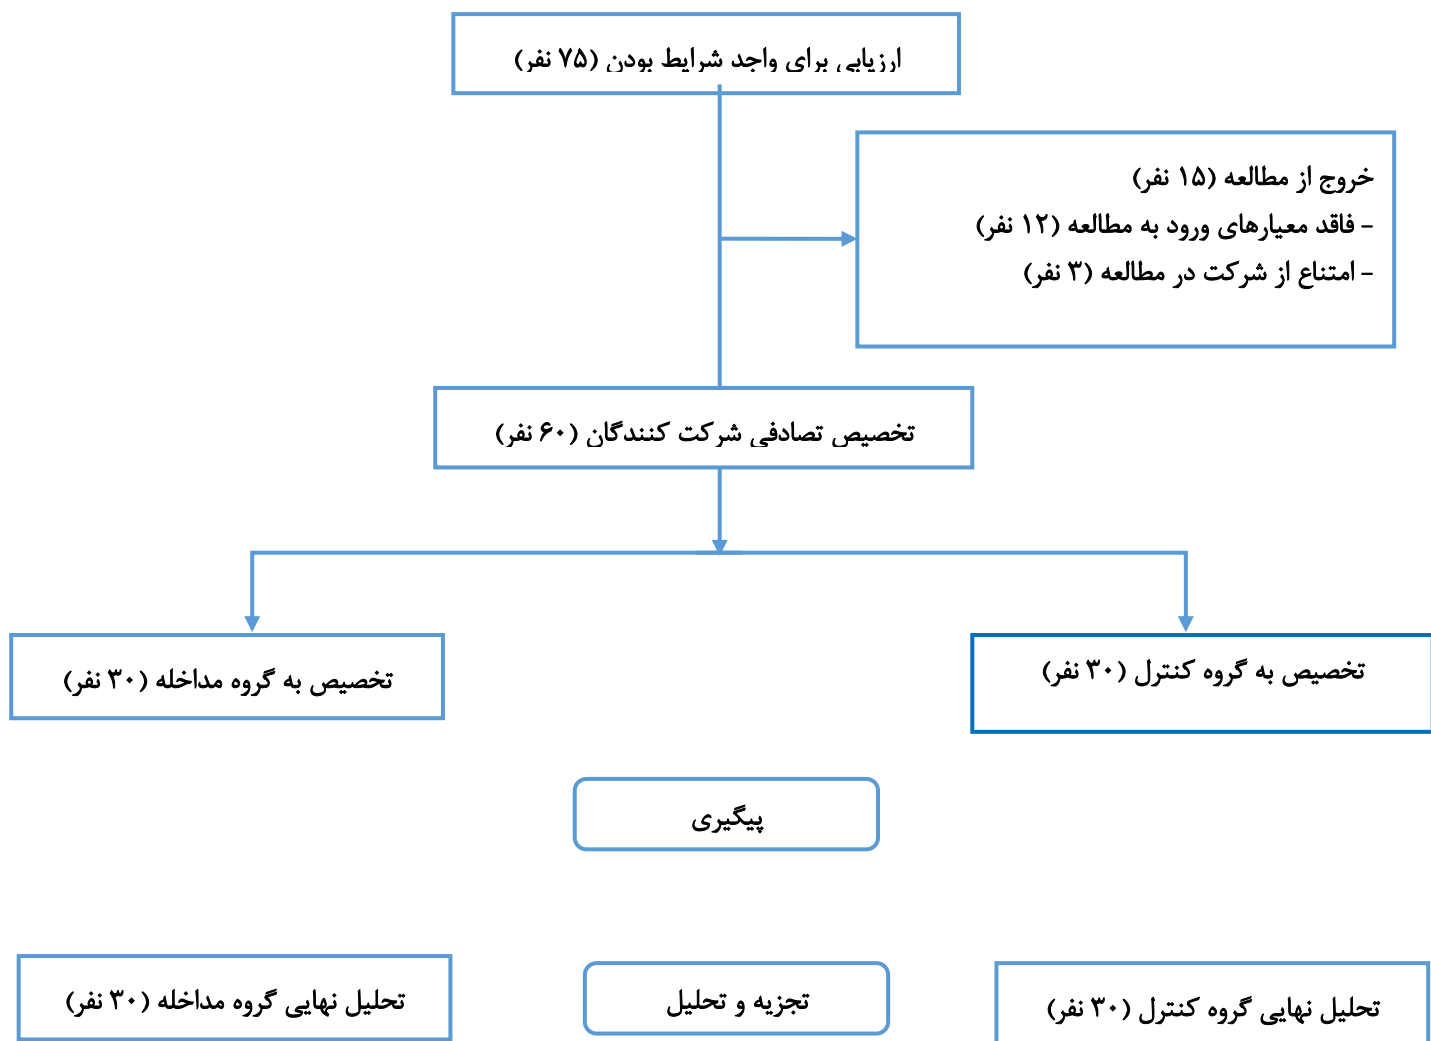 ارزیابی برای واجد شرایط بودن (۷۵ نفر)
خروج از مطالعه (۱۵ نفر)
- فاقد معیارهای ورود به مطالعه (۱۲ نفر)
- امتناع از شرکت در مطالعه (۳ نفر)
تخصیص تصادفی شرکت کنندگان (۶۰ نفر)
تخصیص به گروه کنترل (۳۰ نفر)
تخصیص به گروه مداخله (۳۰ نفر)
پیگیری
تحلیل نهایی گروه کنترل (۳۰ نفر)
تجزیه و تحلیل
تحلیل نهایی گروه مداخله (۳۰ نفر)